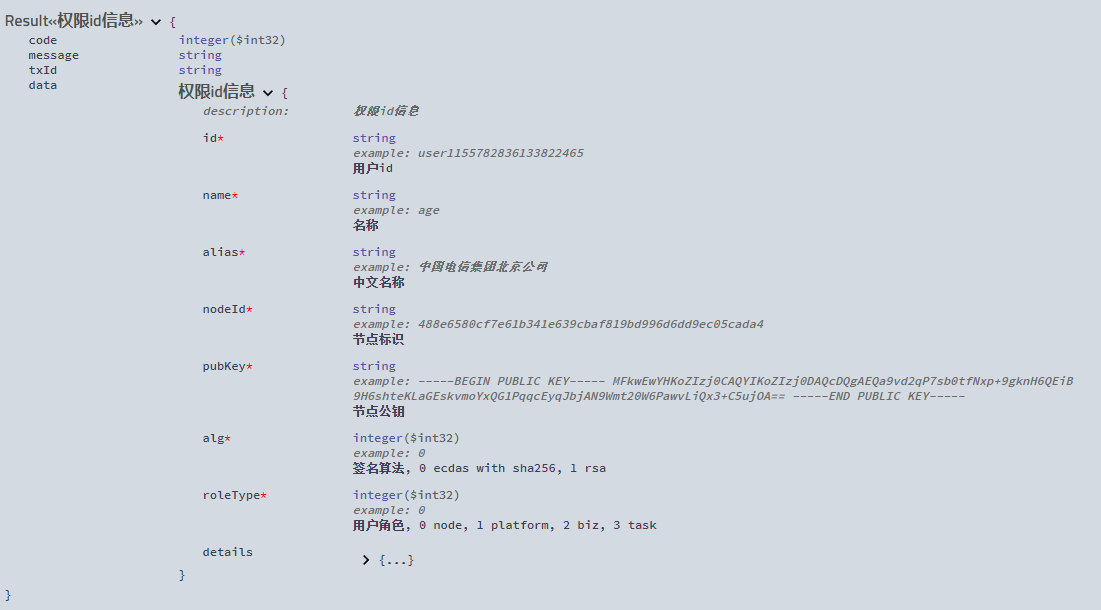 Result«权限id信息» {
code integer($int32)
message string
txId string
data
权限id信息 {
description: 权限id信息
id* string
example: user1155782836133822465
用户id
name* string
example: age
名称
alias* string
example: 中国电信集团北京公司
中文名称
nodeId* string
example: 488e6580cf7e61b341e639cbaf819bd996d6dd9ec05cada4
节点标识
pubKey* string
example: -----BEGIN PUBLIC KEY----- MFkwEwYHKoZIzj0CAQYIKoZIzj0DAQcDQgAEQa9vd2qP7sb0tfNxp+9gknH6QEiB
9H6shteKLaGEskvmoYxQG1PqqcEyqJbjAN9Wmt20W6PawvLiQx3+C5ujOA== -----END PUBLIC KEY-----
节点公钥
alg* integer($int32)
example: 0
签名算法, 0 ecdas with sha256, 1 rsa
roleType* integer($int32)
example: 0
用户角色, 0 node, 1 platform, 2 biz, 3 task
details {...}
}
}